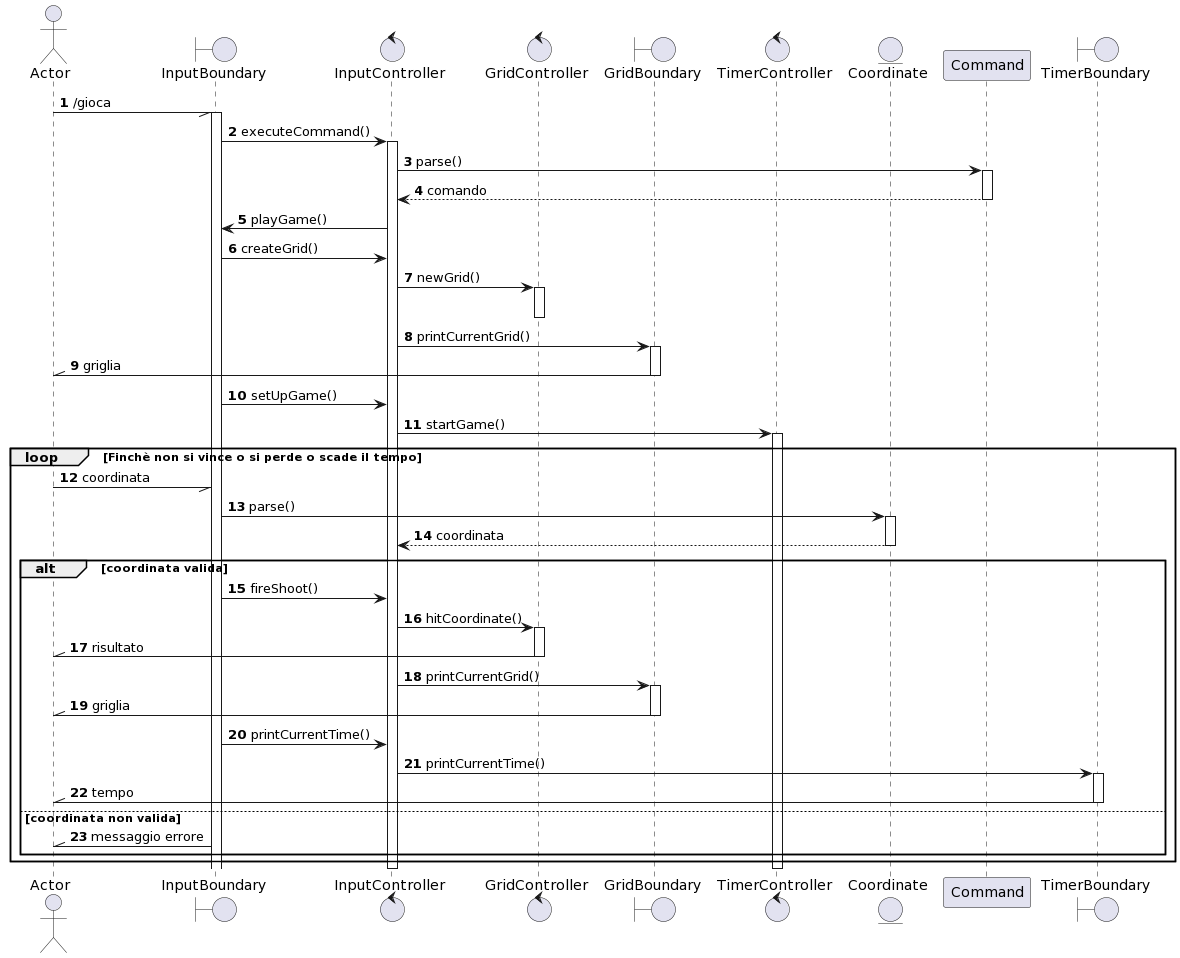 Actor InputBoundary InputController GridController GridBoundary TimerController Coordinate Command TimerBoundary
1 /gioca
2 executeCommand()
3 parse()
4 comando
5 playGame()
6 createGrid()
7 newGrid()
8 printCurrentGrid()
9 griglia
10 setUpGame()
11 startGame()
loop [Finchè non si vince o si perde o scade il tempo]
12 coordinata
13 parse()
14 coordinata
alt [coordinata valida]
15 fireShoot()
16 hitCoordinate()
17 risultato
18 printCurrentGrid()
19 griglia
20 printCurrentTime()
21 printCurrentTime()
22 tempo
[coordinata non valida]
23 messaggio errore
Actor InputBoundary InputController GridController GridBoundary TimerController Coordinate Command TimerBoundary